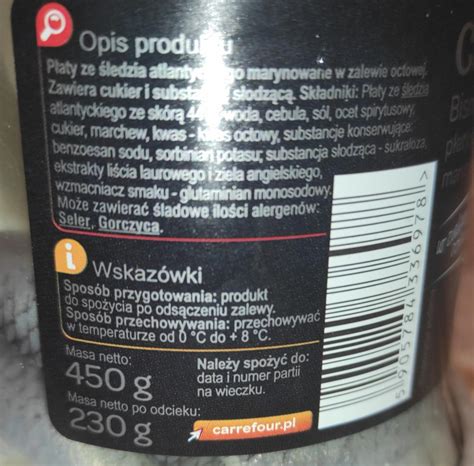 Opis produktu
Płaty ze śledzia atlantyckiego marynowane w zalewie octowej.
Zawiera cukier i substancję słodzącą. Składniki: Płaty ze śledzia
atlantyckiego ze skórą woda, cebula, sól, ocet spirytusowy,
cukier, marchew, kwas - kwas octowy, substancje konserwujące:
benzoesan sodu, sorbinian potasu; substancja słodząca - sukraloza,
ekstrakty liścia laurowego i ziela angielskiego,
wzmacniacz smaku - glutaminian monosodowy.
Może zawierać śladowe ilości alergenów:
Seler, Gorczyca.
Wskazówki
Sposób przygotowania: produkt
do spożycia po odsączeniu zalewy.
Sposób przechowywania: przechowywać
w temperaturze od 0 °C do + 8 °C.
Masa netto:
450 g
Masa netto po odcieku:
230 g
Należy spożyć do:
data i numer partii
na wieczku.
carrefour.pl
5 905784 336978 >